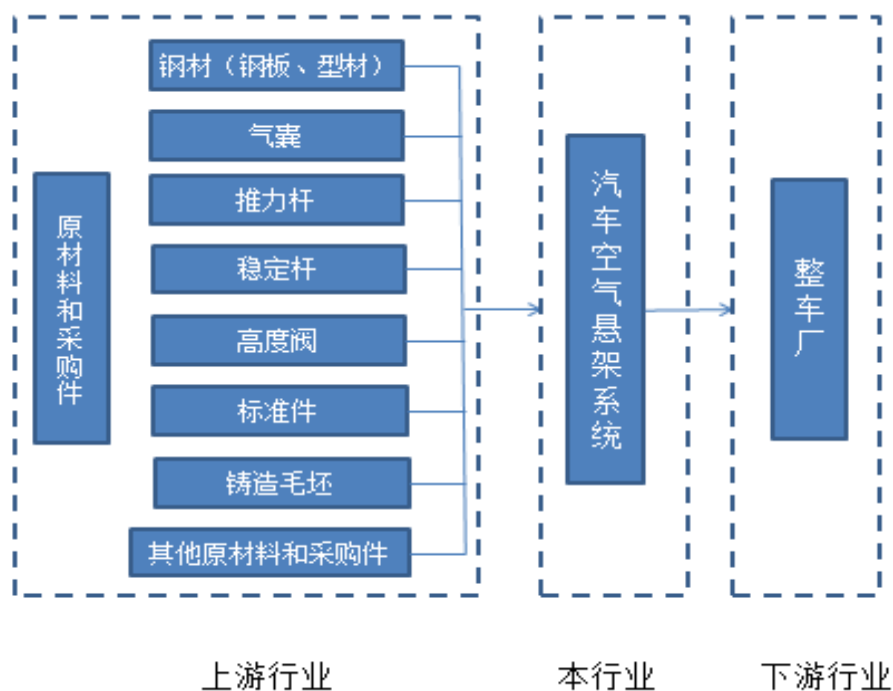 原材料和采购件
钢材（钢板、型材）
气囊
推力杆
稳定杆
高度阀
标准件
铸造毛坯
其他原材料和采购件
汽车空气悬架系统
整车厂
上游行业
本行业
下游行业